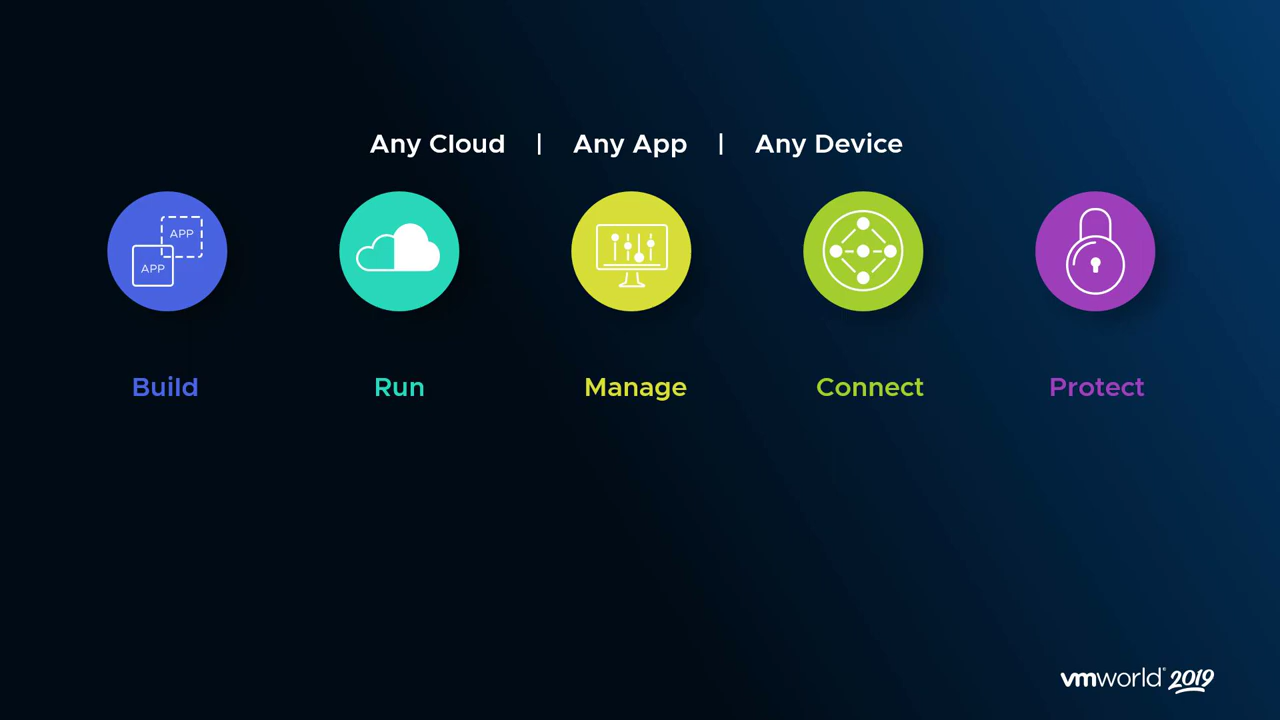 Any Cloud | Any App | Any Device
APP
APP
Build
Run
Manage
Connect
Protect
vmworld® 2019